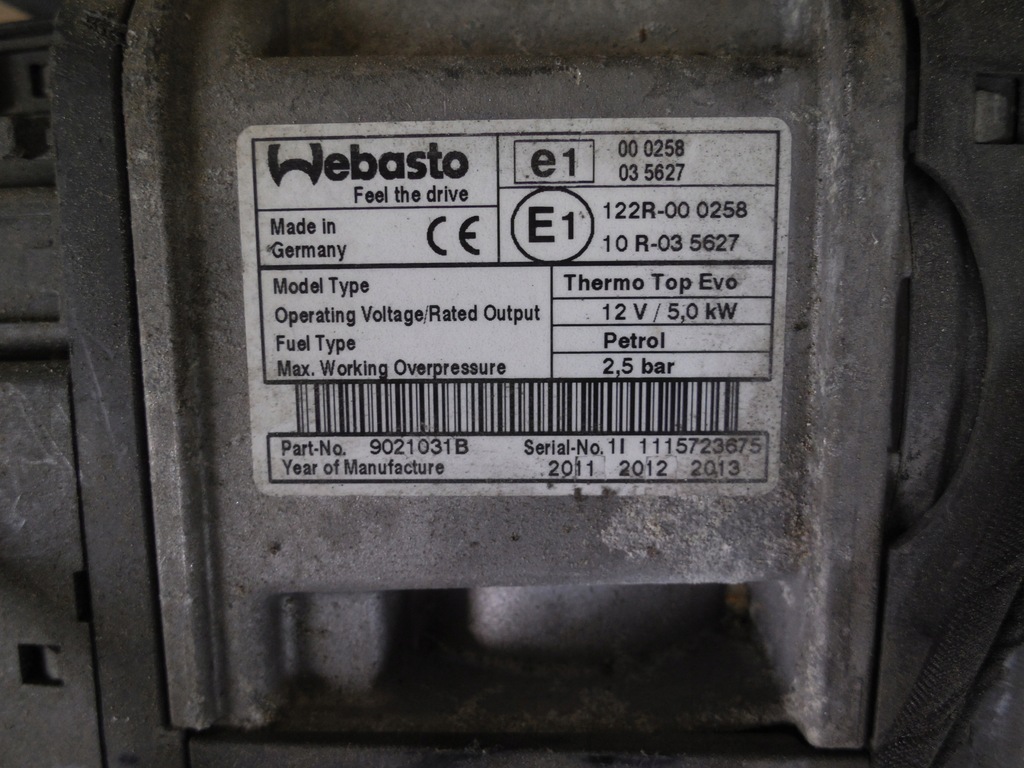 Webasto
Feel the drive
e1
00 0258
03 5627
Made in
Germany
CE
E1
122R-00 0258
10 R-03 5627
Model Type Thermo Top Evo
Operating Voltage/Rated Output 12 V / 5,0 kW
Fuel Type Petrol
Max. Working Overpressure 2,5 bar
Part-No. 9021031B Serial-No. 1I 1115723675
Year of Manufacture 2011 2012 2013